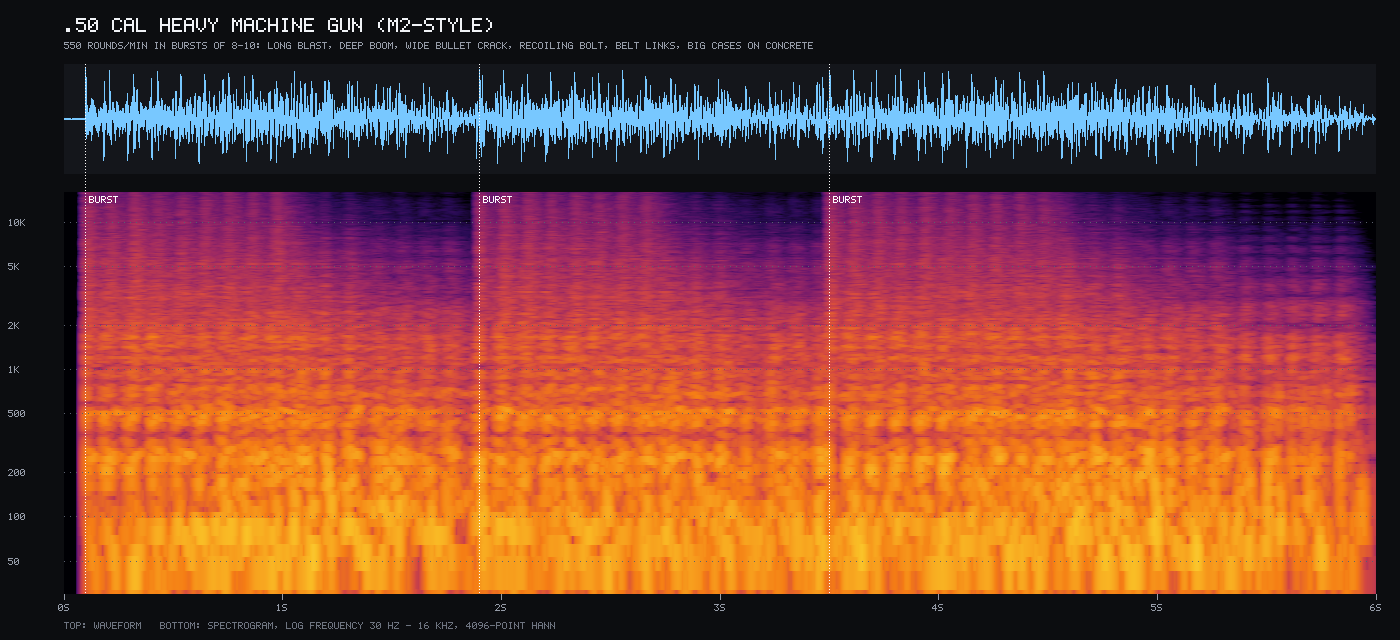 .50 CAL HEAVY MACHINE GUN (M2-STYLE)
550 ROUNDS/MIN IN BURSTS OF 8-10: LONG BLAST, DEEP BOOM, WIDE BULLET CRACK, RECOILING BOLT, BELT LINKS, BIG CASES ON CONCRETE
BURST BURST BURST
10K
5K
2K
1K
500
200
100
50
0S 1S 2S 3S 4S 5S 6S
TOP: WAVEFORM BOTTOM: SPECTROGRAM, LOG FREQUENCY 30 HZ - 16 KHZ, 4096-POINT HANN